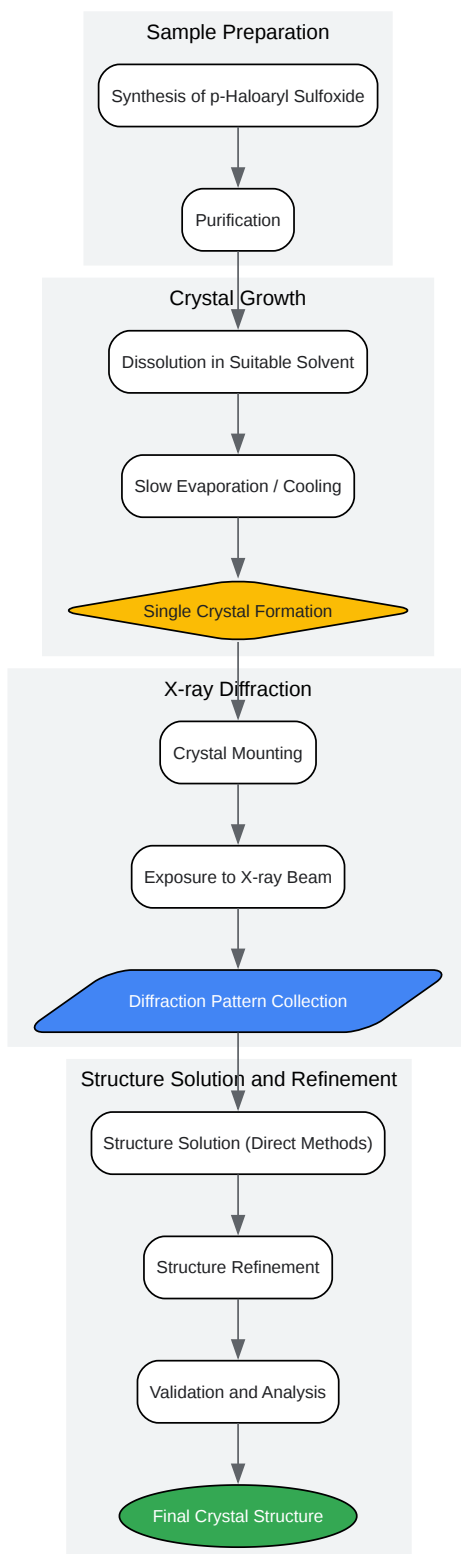 Sample Preparation
Synthesis of p-Haloaryl Sulfoxide
Purification
Crystal Growth
Dissolution in Suitable Solvent
Slow Evaporation / Cooling
Single Crystal Formation
X-ray Diffraction
Crystal Mounting
Exposure to X-ray Beam
Diffraction Pattern Collection
Structure Solution and Refinement
Structure Solution (Direct Methods)
Structure Refinement
Validation and Analysis
Final Crystal Structure